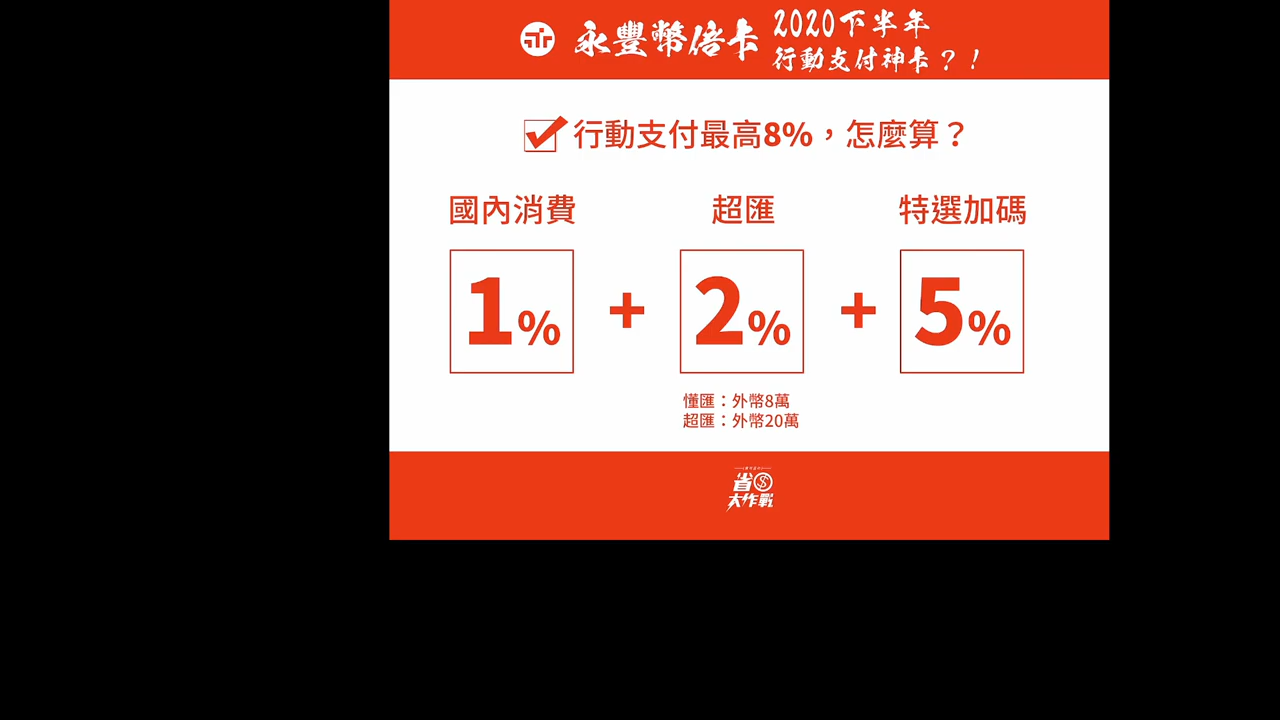 永豐幣倍卡
2020下半年
行動支付神卡？！
行動支付最高8%，怎麼算？
國內消費
超匯
特選加碼
1%
+
2%
+
5%
懂匯：外幣8萬
超匯：外幣20萬
省$
大作戰